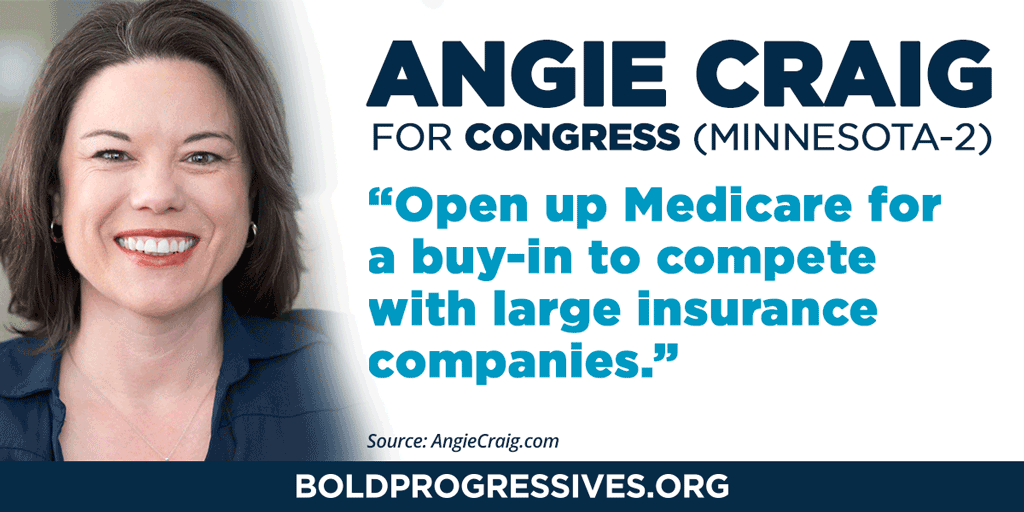 ANGIE CRAIG
FOR CONGRESS (MINNESOTA-2)
“Open up Medicare for
a buy-in to compete
with large insurance
companies.”
Source: AngieCraig.com
BOLDPROGRESSIVES.ORG